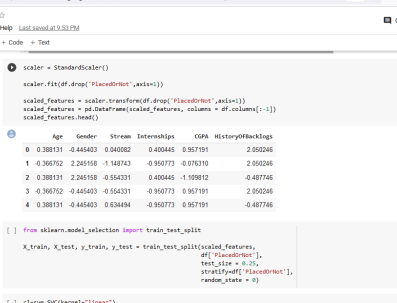 Help Last saved at 9:53 PM
+ Code + Text
scaler = StandardScaler()
scaler.fit(df.drop('PlacedOrNot',axis=1))
scaled_features = scaler.transform(df.drop('PlacedOrNot',axis=1))
scaled_features = pd.DataFrame(scaled_features, columns = df.columns[:-1])
scaled_features.head()
Age Gender Stream Internships CGPA HistoryOfBacklogs
0 0.388131 -0.445403 0.040082 0.400445 0.957191 2.050246
1 -0.366752 2.245158 -1.148743 -0.950773 -0.076310 2.050246
2 0.388131 2.245158 -0.554331 0.400445 -1.109812 -0.487746
3 -0.366752 -0.445403 -0.554331 -0.950773 0.957191 2.050246
4 0.388131 -0.445403 0.634494 -0.950773 0.957191 -0.487746
[ ] from sklearn.model_selection import train_test_split
X_train, X_test, y_train, y_test = train_test_split(scaled_features,
df['PlacedOrNot'],
test_size = 0.25,
stratify=df['PlacedOrNot'],
random_state = 0)
[ ] cl=svm.SVC(kernel="linear")